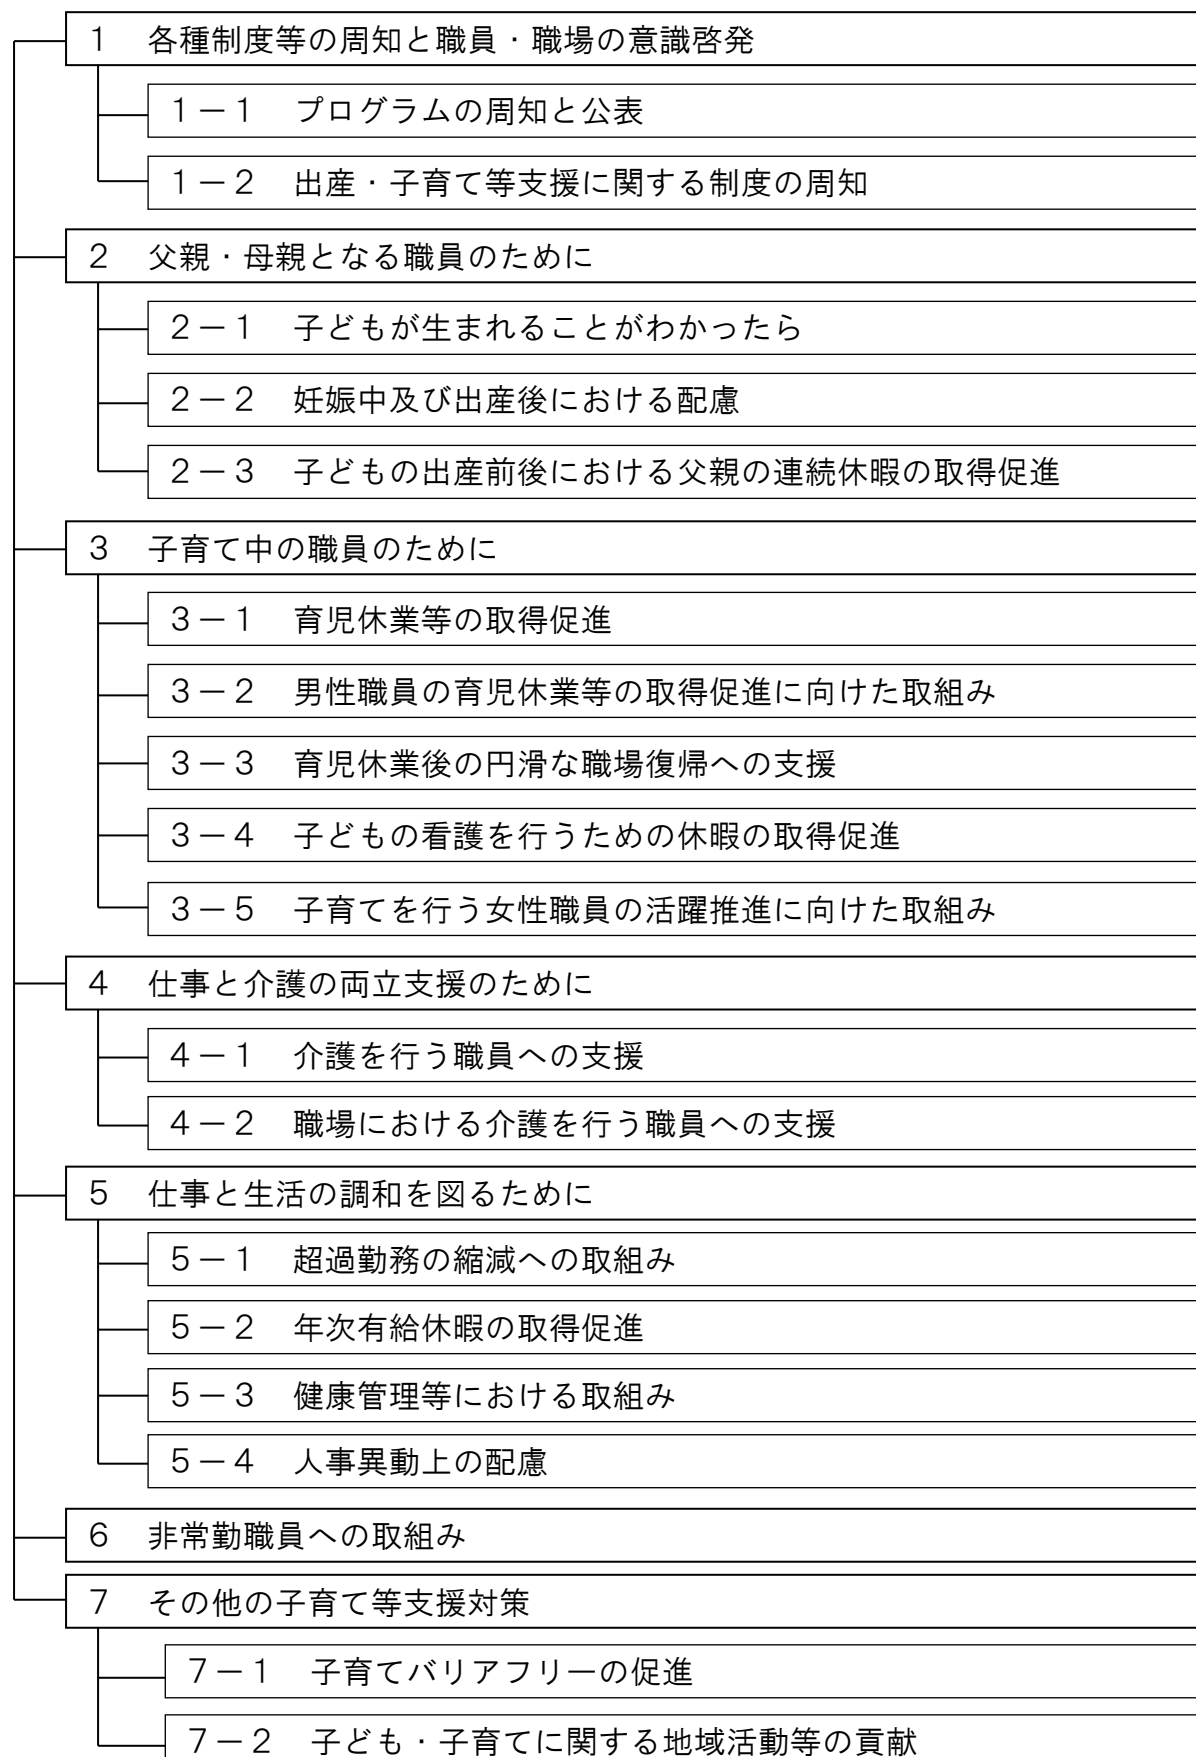 １　各種制度等の周知と職員・職場の意識啓発
１－１　プログラムの周知と公表
１－２　出産・子育て等支援に関する制度の周知
２　父親・母親となる職員のために
２－１　子どもが生まれることがわかったら
２－２　妊娠中及び出産後における配慮
２－３　子どもの出産前後における父親の連続休暇の取得促進
３　子育て中の職員のために
３－１　育児休業等の取得促進
３－２　男性職員の育児休業等の取得促進に向けた取組み
３－３　育児休業後の円滑な職場復帰への支援
３－４　子どもの看護を行うための休暇の取得促進
３－５　子育てを行う女性職員の活躍推進に向けた取組み
４　仕事と介護の両立支援のために
４－１　介護を行う職員への支援
４－２　職場における介護を行う職員への支援
５　仕事と生活の調和を図るために
５－１　超過勤務の縮減への取組み
５－２　年次有給休暇の取得促進
５－３　健康管理等における取組み
５－４　人事異動上の配慮
６　非常勤職員への取組み
７　その他の子育て等支援対策
７－１　子育てバリアフリーの促進
７－２　子ども・子育てに関する地域活動等の貢献